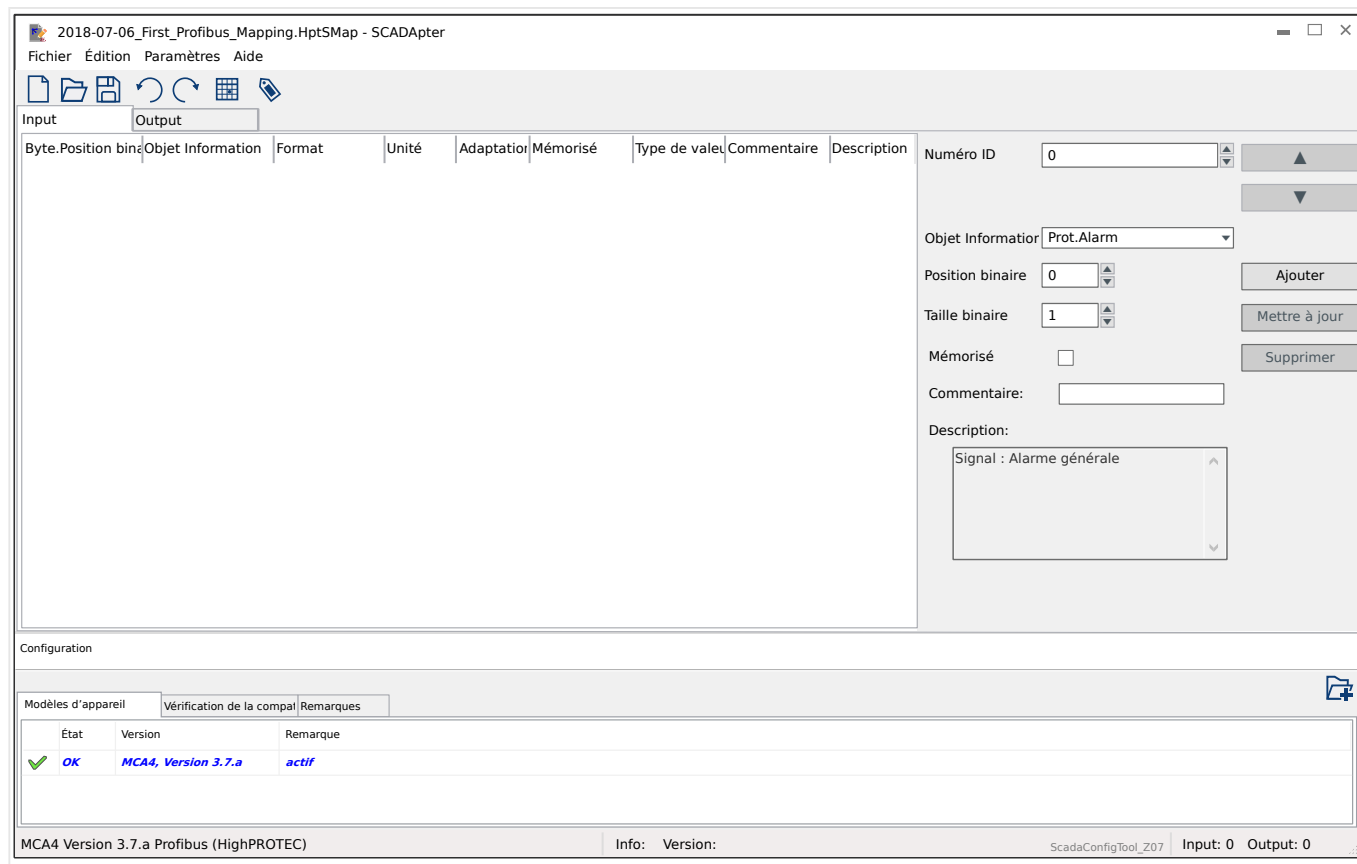 2018-07-06_First_Profibus_Mapping.HptSMap - SCADApter
Fichier Édition Paramètres Aide
Input Output
Byte.Position bina Objet Information Format Unité Adaptation Mémorisé Type de valeu Commentaire Description
Numéro ID 0
▲
▼
Objet Information Prot.Alarm
Position binaire 0 Ajouter
Taille binaire 1 Mettre à jour
Mémorisé Supprimer
Commentaire:
Description:
Signal : Alarme générale
Configuration
Modèles d’appareil Vérification de la compat Remarques
État Version Remarque
OK MCA4, Version 3.7.a actif
MCA4 Version 3.7.a Profibus (HighPROTEC) Info: Version: ScadaConfigTool_Z07 Input: 0 Output: 0